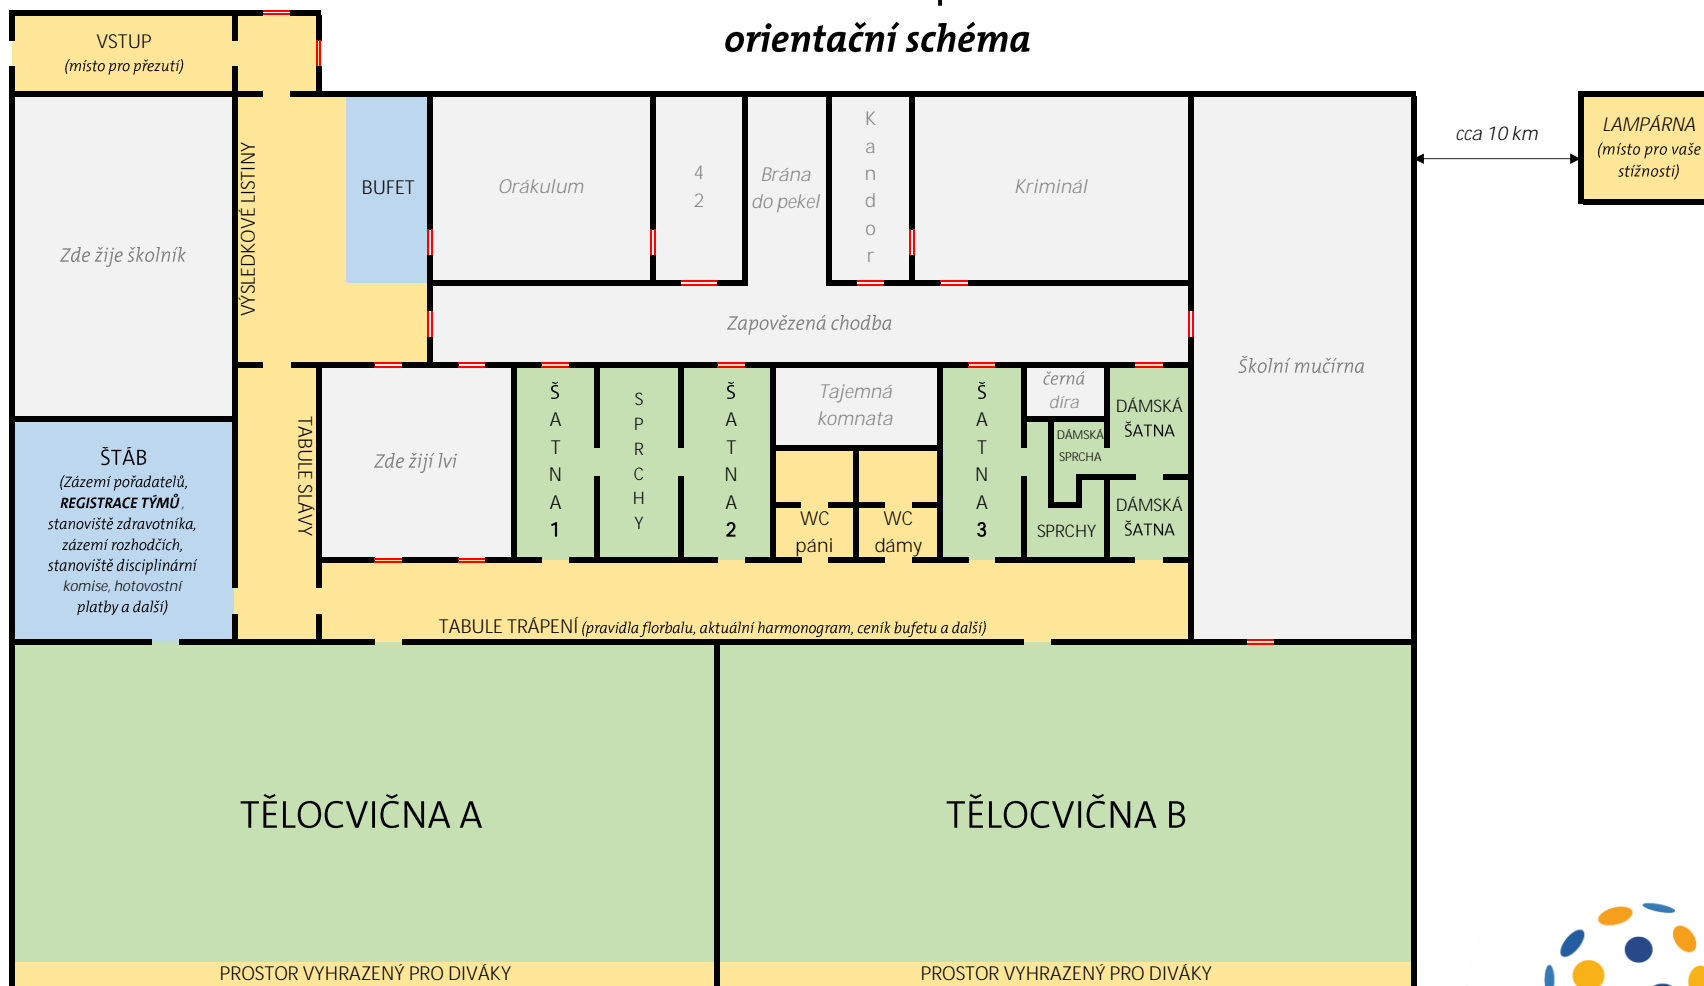 orientační schéma
VSTUP
(místo pro přezutí)
VÝSLEDKOVÉ LISTINY
BUFET
Orákulum
4
2
Brána
do pekel
K
a
n
d
o
r
Kriminál
cca 10 km
LAMPÁRNA
(místo pro vaše
stížnosti)
Zde žije školník
Zapovězená chodba
Školní mučírna
ŠTÁB
(Zázemí pořadatelů,
REGISTRACE TÝMŮ ,
stanoviště zdravotníka,
zázemí rozhodčích,
stanoviště disciplinární
komise, hotovostní
platby a další)
TABULE SLÁVY
Zde žijí lvi
Š
A
T
N
A
1
S
P
R
C
H
Y
Š
A
T
N
A
2
Tajemná
komnata
WC
páni
WC
dámy
Š
A
T
N
A
3
černá
díra
DÁMSKÁ
SPRCHA
SPRCHY
DÁMSKÁ
ŠATNA
DÁMSKÁ
ŠATNA
TABULE TRÁPENÍ (pravidla florbalu, aktuální harmonogram, ceník bufetu a další)
TĚLOCVIČNA A
TĚLOCVIČNA B
PROSTOR VYHRAZENÝ PRO DIVÁKY
PROSTOR VYHRAZENÝ PRO DIVÁKY